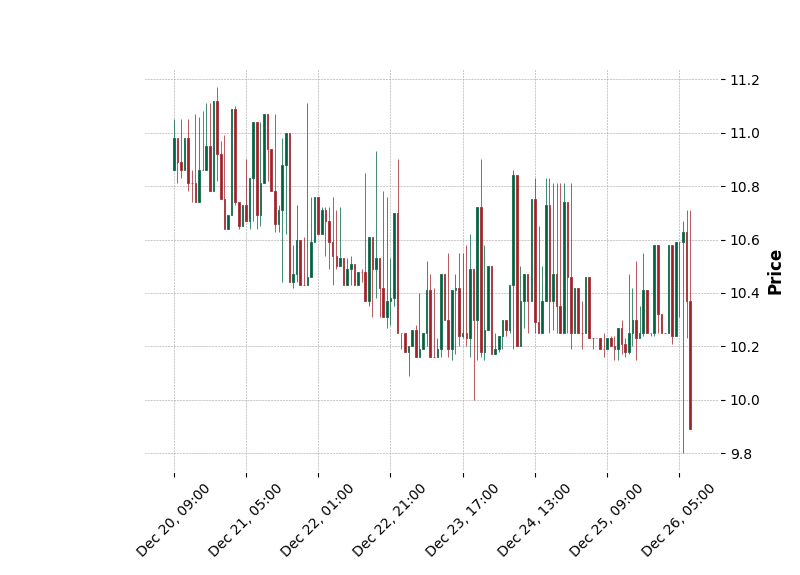 11.2
11.0
10.8
10.6
10.4
10.2
10.0
9.8
Price
Dec 20, 09:00
Dec 21, 05:00
Dec 22, 01:00
Dec 22, 21:00
Dec 23, 17:00
Dec 24, 13:00
Dec 25, 09:00
Dec 26, 05:00